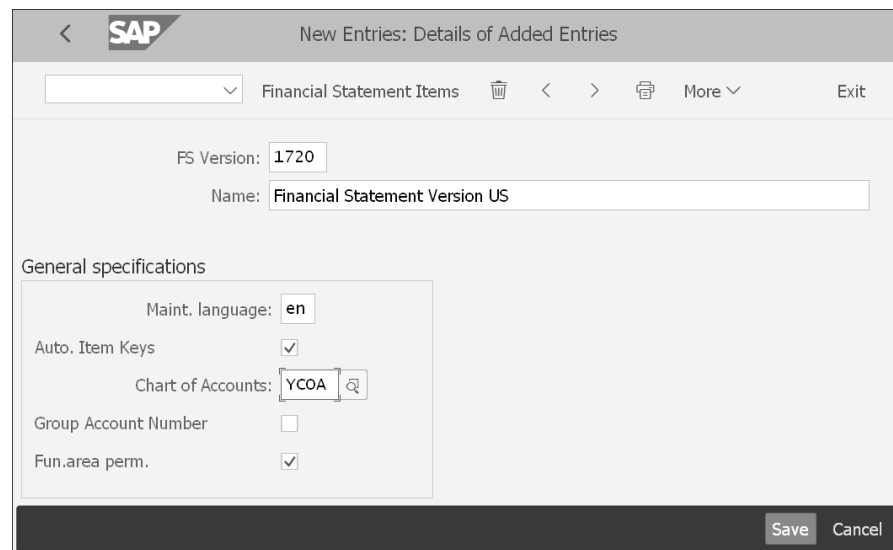 SAP New Entries: Details of Added Entries
Financial Statement Items More Exit
FS Version: 1720
Name: Financial Statement Version US
General specifications
Maint. language: en
Auto. Item Keys
Chart of Accounts: YCOA
Group Account Number
Fun.area perm.
Save Cancel